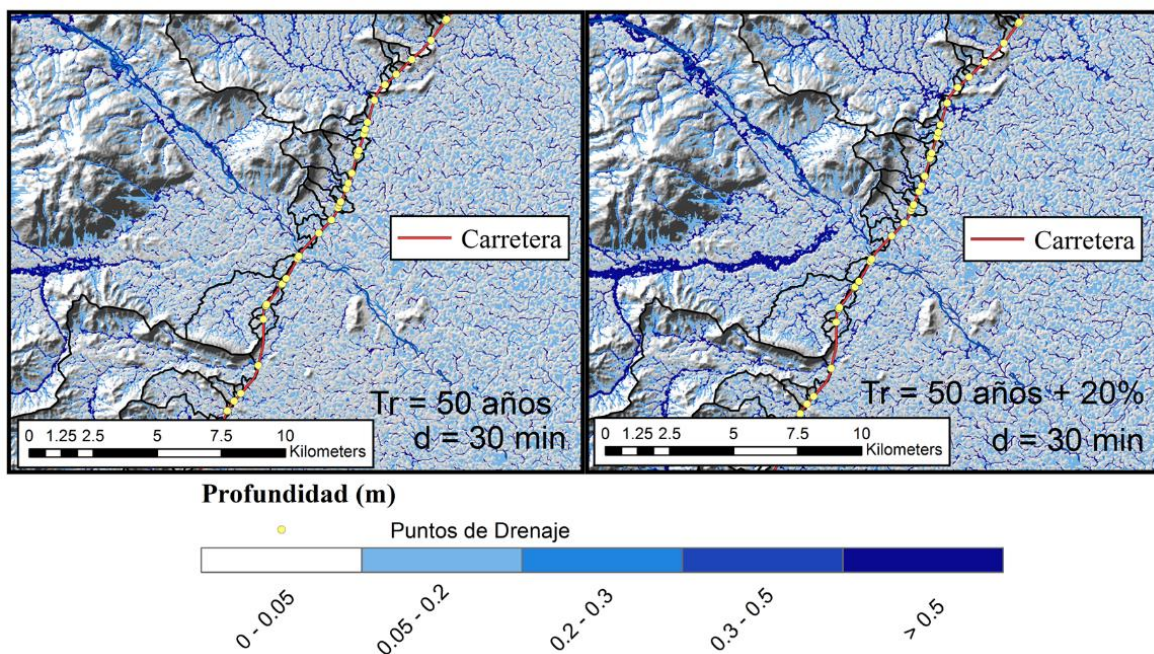 Carretera
Tr = 50 años
d = 30 min
0 1.25 2.5 5 7.5 10
Kilometers
Carretera
Tr = 50 años + 20%
d = 30 min
0 1.25 2.5 5 7.5 10
Kilometers
Profundidad (m)
Puntos de Drenaje
0 - 0.05
0.05 - 0.2
0.2 - 0.3
0.3 - 0.5
> 0.5